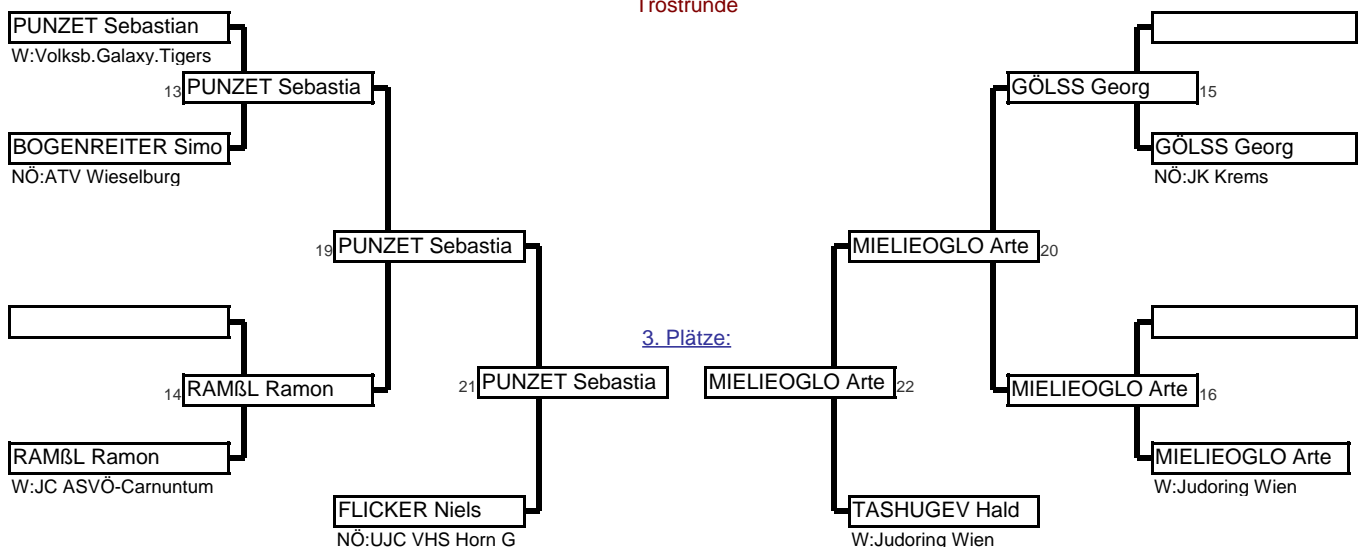 Trostrunde
PUNZET Sebastian
W:Volksb.Galaxy.Tigers
13 PUNZET Sebastia
GÖLSS Georg 15
BOGENREITER Simo
NÖ:ATV Wieselburg
GÖLSS Georg
NÖ:JK Krems
19 PUNZET Sebastia
MIELIEOGLO Arte 20
3. Plätze:
14 RAMßL Ramon
21 PUNZET Sebastia
MIELIEOGLO Arte 22
MIELIEOGLO Arte 16
RAMßL Ramon
W:JC ASVÖ-Carnuntum
MIELIEOGLO Arte
W:Judoring Wien
FLICKER Niels
NÖ:UJC VHS Horn G
TASHUGEV Hald
W:Judoring Wien